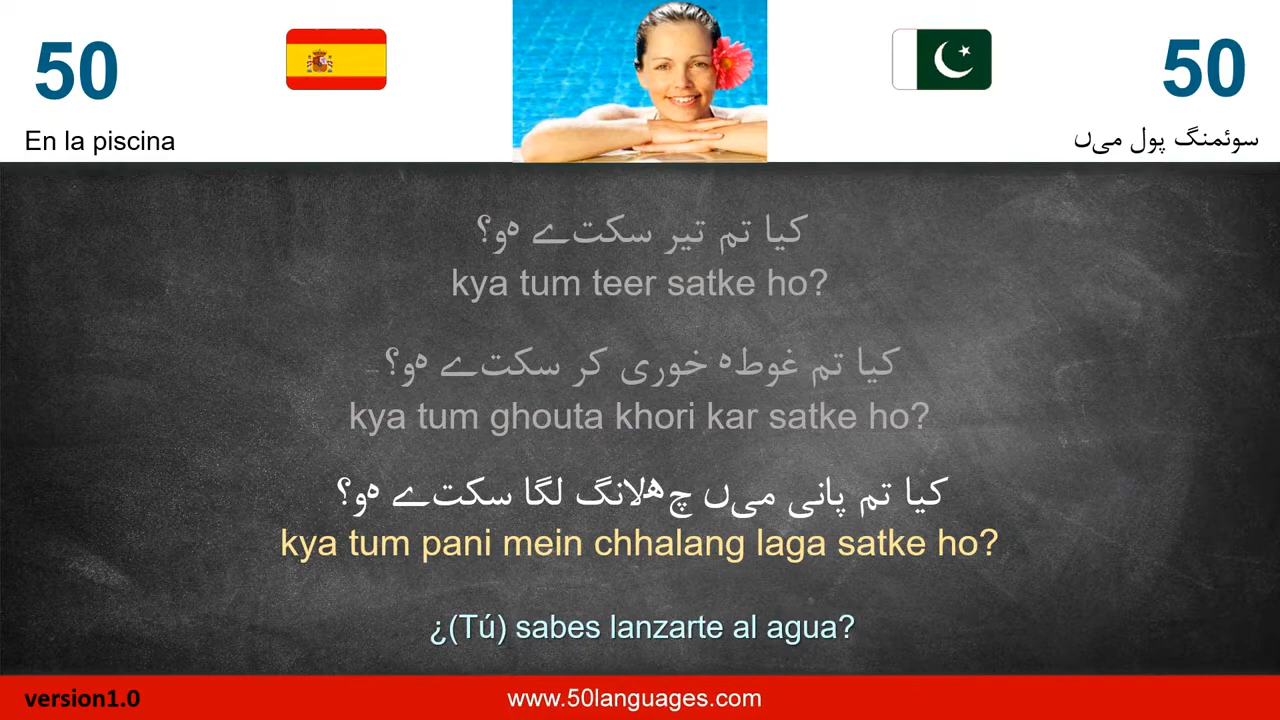 50
50
En la piscina
سوئمنگ پول میں
کیا تم تیر سکتے ہو؟
kya tum teer satke ho?
کیا تم غوطہ خوری کر سکتے ہو؟
kya tum ghouta khori kar satke ho?
کیا تم پانی میں چھلانگ لگا سکتے ہو؟
kya tum pani mein chhalang laga satke ho?
¿(Tú) sabes lanzarte al agua?
version1.0
www.50languages.com